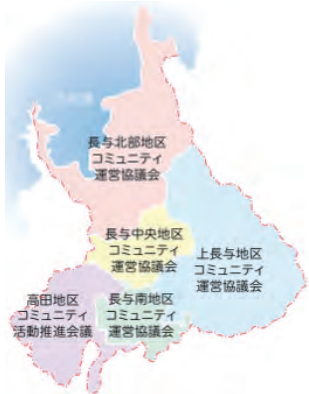 長与北部地区
コミュニティ
運営協議会
長与中央地区
コミュニティ
運営協議会
上長与地区
コミュニティ
運営協議会
高田地区
コミュニティ
活動推進会議
長与南地区
コミュニティ
運営協議会